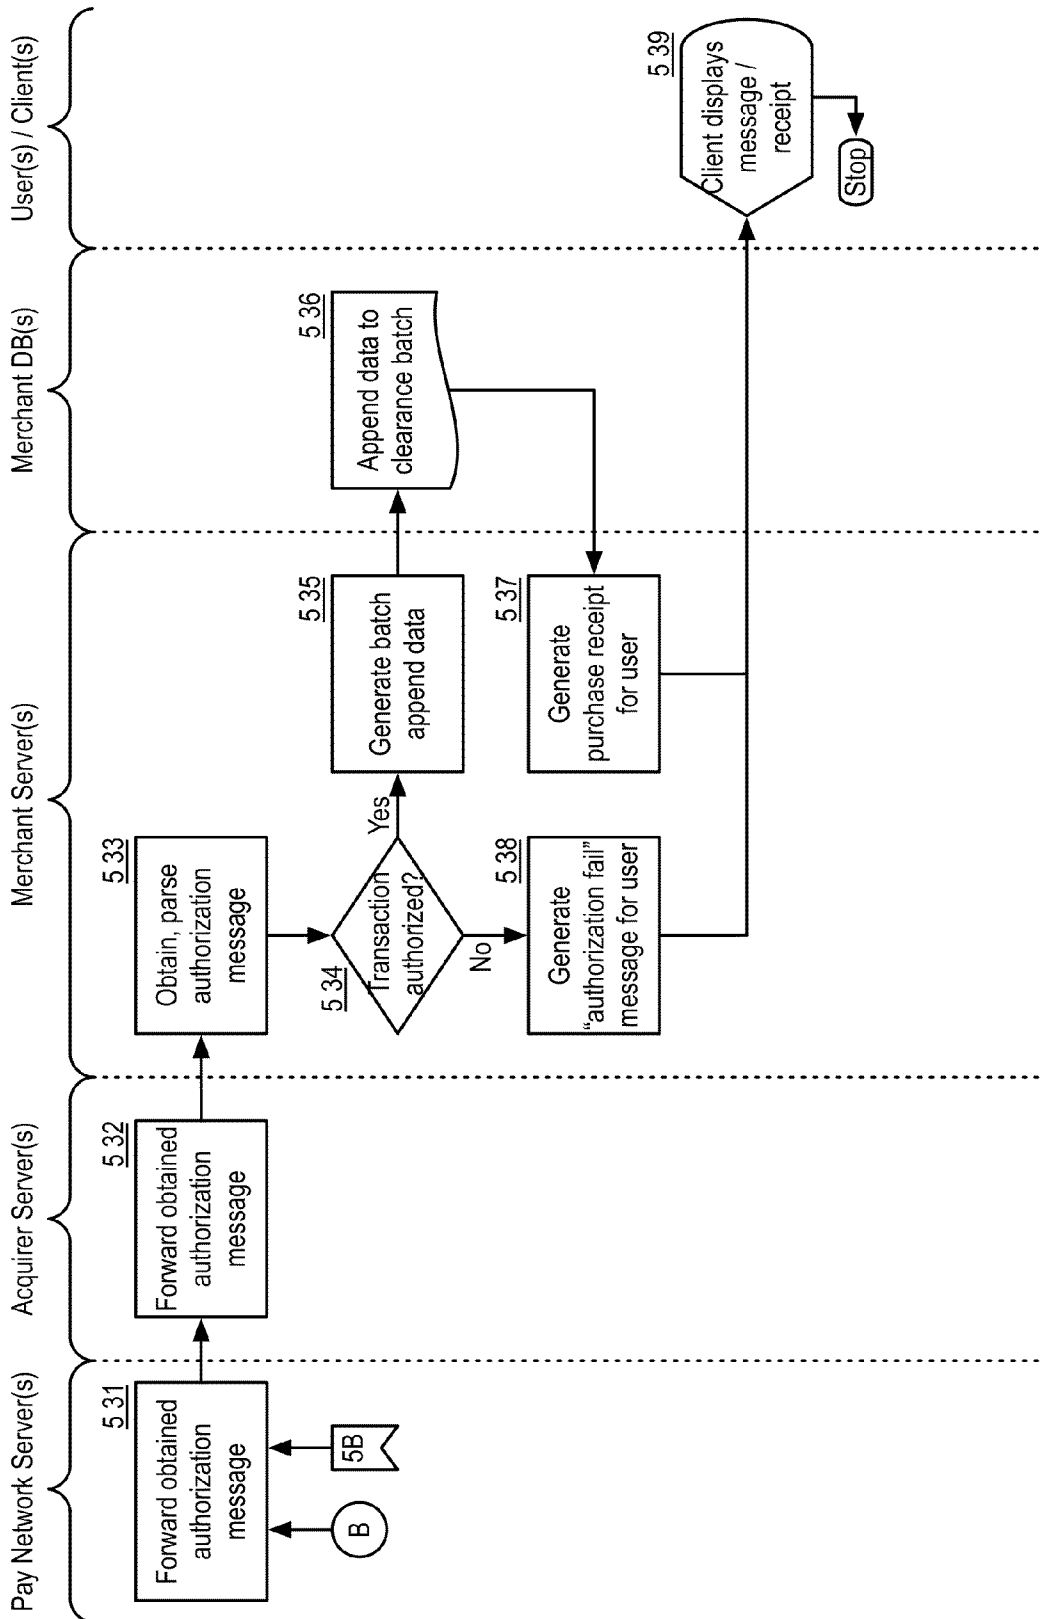 Pay Network Server(s)
Acquirer Server(s)
Merchant Server(s)
Merchant DB(s)
User(s) / Client(s)
5 31
Forward obtained
authorization
message
B
5B
5 32
Forward obtained
authorization
message
5 33
Obtain, parse
authorization
message
5 34
Transaction
authorized?
Yes
No
5 35
Generate batch
append data
5 36
Append data to
clearance batch
5 37
Generate
purchase receipt
for user
5 38
Generate
“authorization fail”
message for user
5 39
Client displays
message /
receipt
Stop